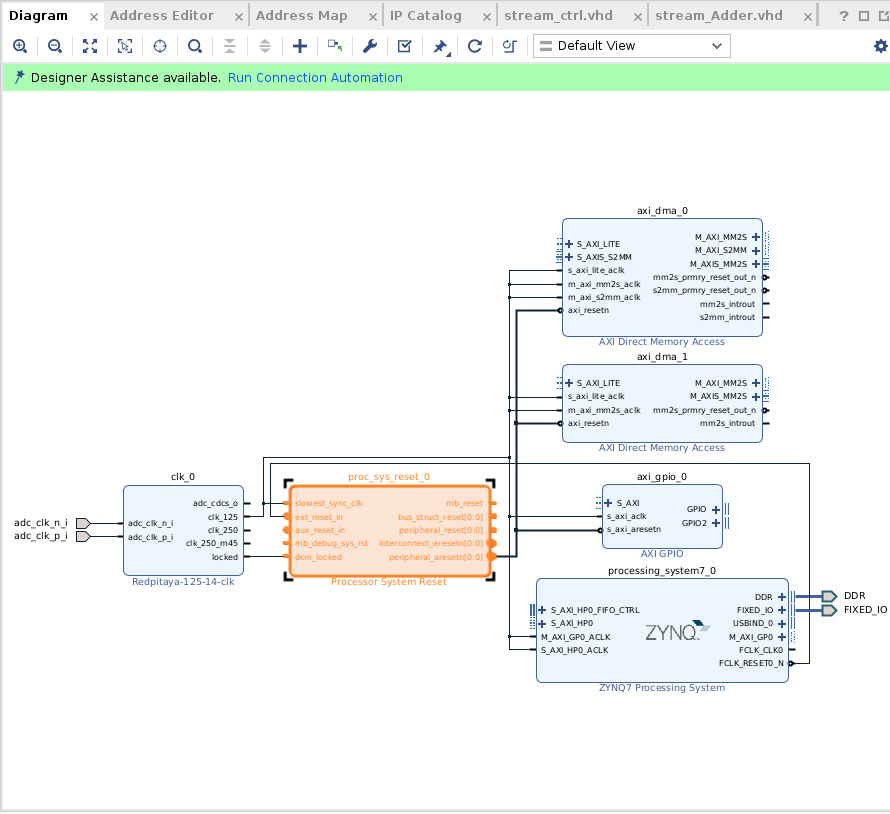 Diagram Address Editor Address Map IP Catalog stream_ctrl.vhd stream_Adder.vhd
Default View
Designer Assistance available. Run Connection Automation
axi_dma_0
S_AXI_LITE
S_AXIS_S2MM
s_axi_lite_aclk
m_axi_mm2s_aclk
m_axi_s2mm_aclk
axi_resetn
M_AXI_MM2S
M_AXI_S2MM
M_AXIS_MM2S
mm2s_prmry_reset_out_n
s2mm_prmry_reset_out_n
mm2s_introut
s2mm_introut
AXI Direct Memory Access
axi_dma_1
S_AXI_LITE
s_axi_lite_aclk
m_axi_mm2s_aclk
axi_resetn
M_AXI_MM2S
M_AXIS_MM2S
mm2s_prmry_reset_out_n
mm2s_introut
AXI Direct Memory Access
adc_clk_n_i
adc_clk_p_i
clk_0
adc_clk_n_i
adc_clk_p_i
adc_cdcs_o
clk_125
clk_250
clk_250_m45
locked
Redpitaya-125-14-clk
proc_sys_reset_0
slowest_sync_clk
ext_reset_in
aux_reset_in
mb_debug_sys_rst
dcm_locked
mb_reset
bus_struct_reset[0:0]
peripheral_reset[0:0]
interconnect_aresetn[0:0]
peripheral_aresetn[0:0]
Processor System Reset
axi_gpio_0
S_AXI
s_axi_aclk
s_axi_aresetn
GPIO
GPIO2
AXI GPIO
processing_system7_0
S_AXI_HP0_FIFO_CTRL
S_AXI_HP0
M_AXI_GP0_ACLK
S_AXI_HP0_ACLK
ZYNQ
DDR
FIXED_IO
USBIND_0
M_AXI_GP0
FCLK_CLK0
FCLK_RESET0_N
ZYNQ7 Processing System
DDR
FIXED_IO